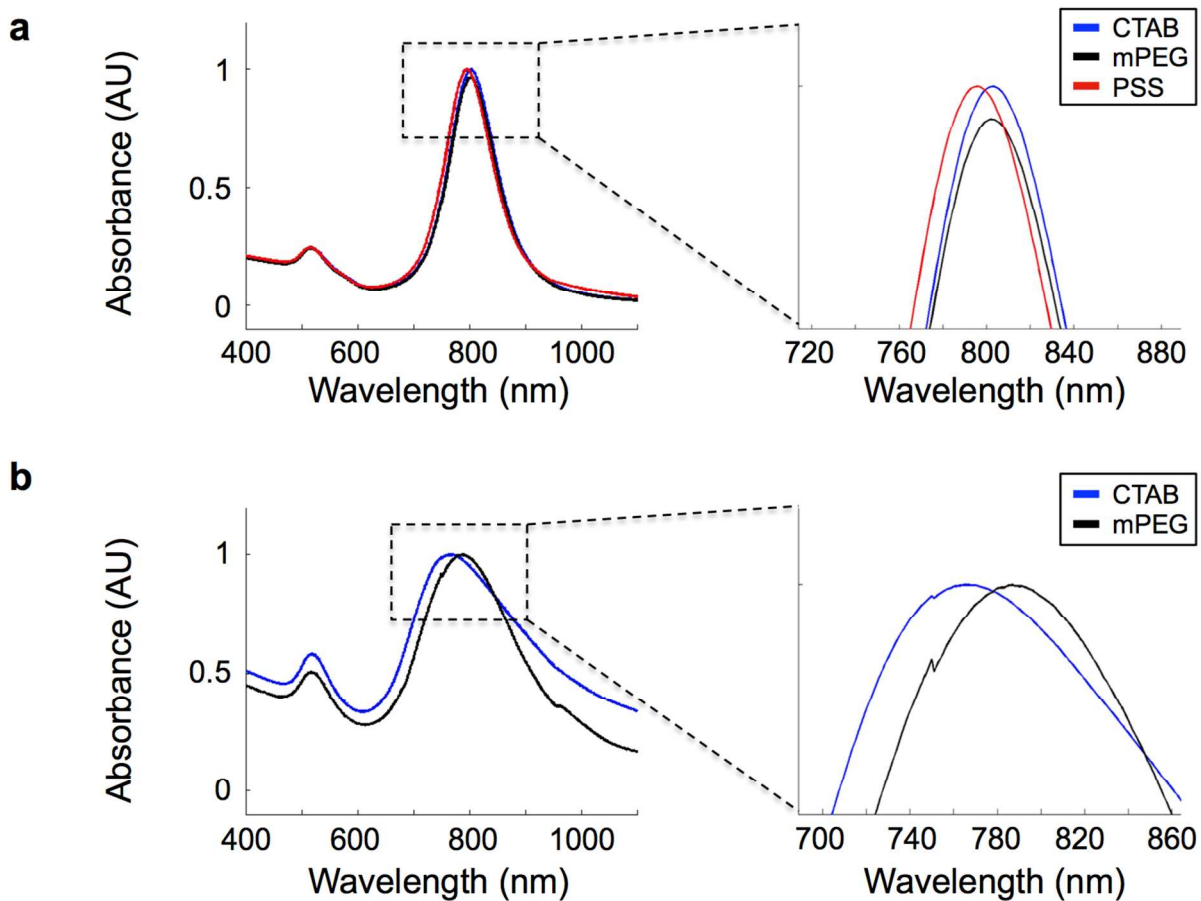 a
CTAB
mPEG
PSS
Absorbance (AU)
1
0.5
0
400 600 800 1000
Wavelength (nm)
720 760 800 840 880
Wavelength (nm)
b
CTAB
mPEG
Absorbance (AU)
1
0.5
0
400 600 800 1000
Wavelength (nm)
700 740 780 820 860
Wavelength (nm)